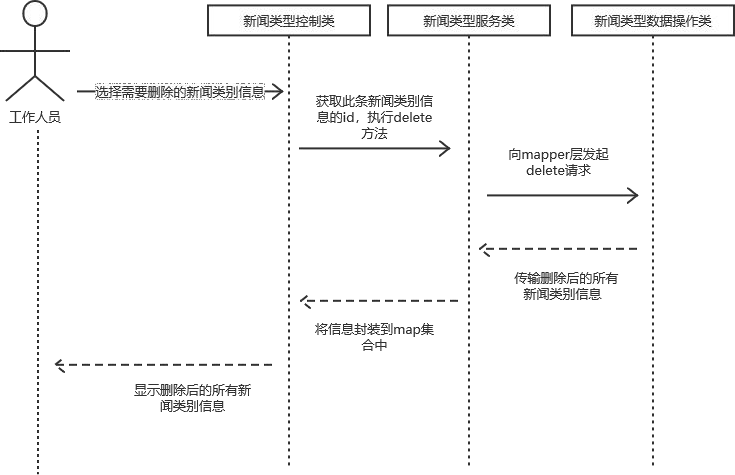 新闻类型控制类
新闻类型服务类
新闻类型数据操作类
工作人员
选择需要删除的新闻类别信息
获取此条新闻类别信
息的id，执行delete
方法
向mapper层发起
delete请求
传输删除后的所有
新闻类别信息
将信息封装到map集
合中
显示删除后的所有新
闻类别信息